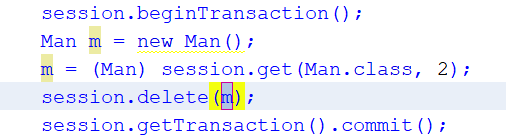 session.beginTransaction();
Man m = new Man();
m = (Man) session.get(Man.class, 2);
session.delete(m);
session.getTransaction().commit();